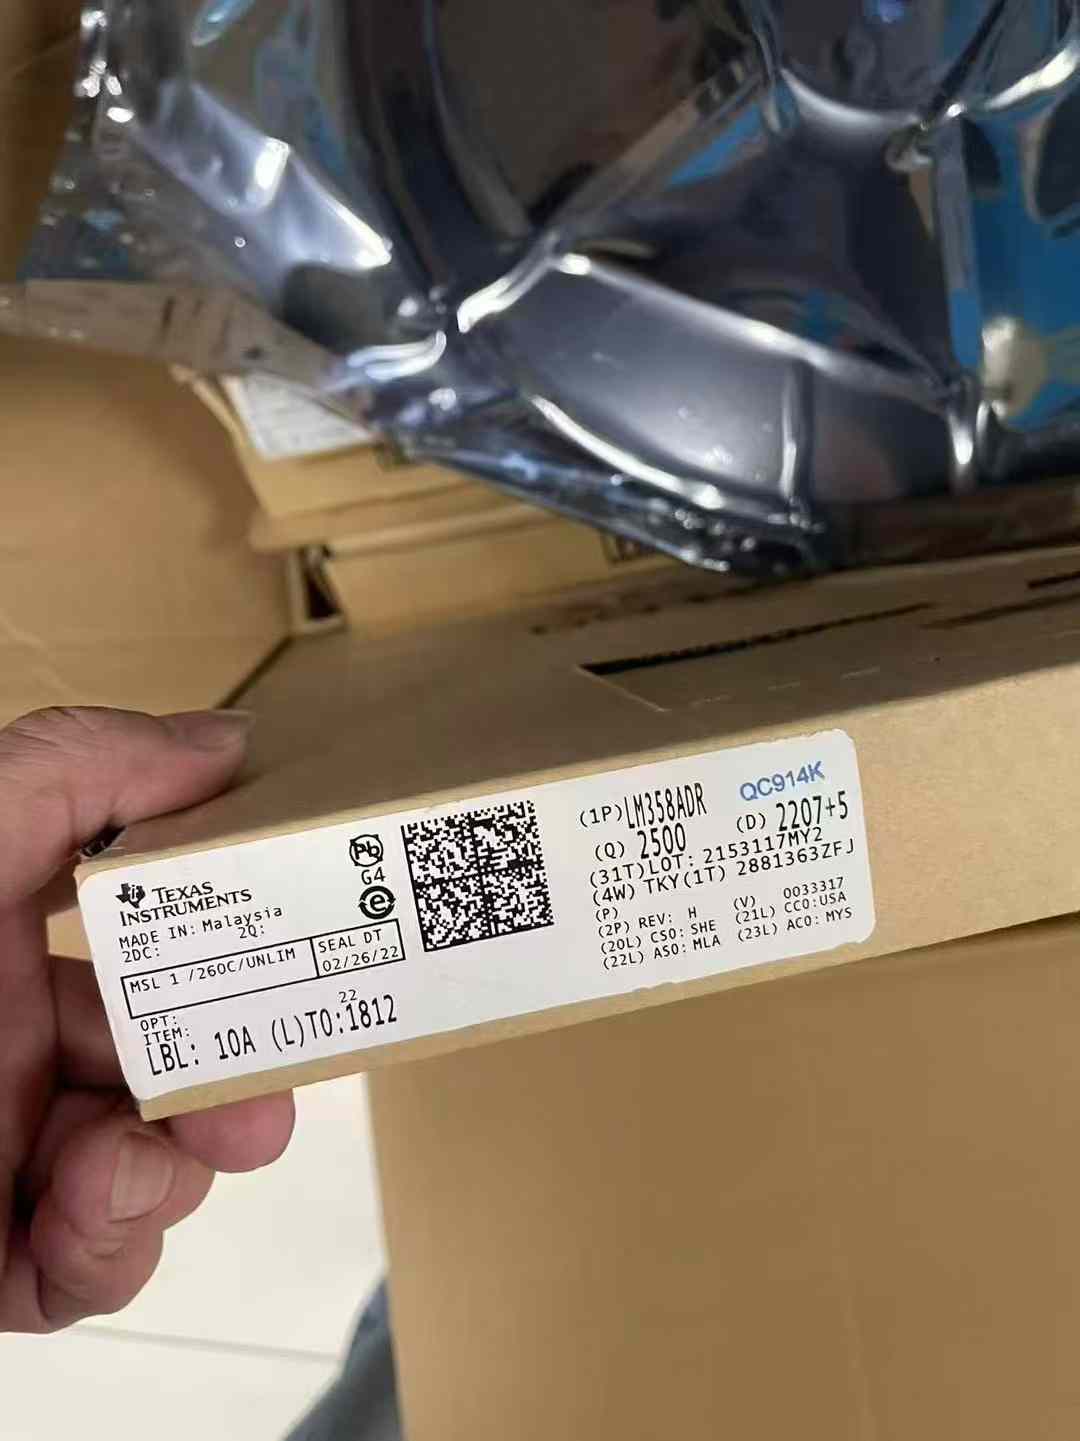 TEXAS
INSTRUMENTS
MADE IN: Malaysia
2DC: 2Q:
MSL 1 /260C/UNLIM
SEAL DT
02/26/22
OPT:
ITEM:
22
LBL: 10A (L)TO:1812
Pb
G4
e
(1P)LM358ADR
QC914K
(Q) 2500
(D) 2207+5
(31T)LOT: 2153117MY2
(4W) TKY(1T) 2881363ZFJ
(P)
(2P) REV: H
(V) 0033317
(20L) CSO: SHE
(21L) CCO:USA
(22L) ASO: MLA
(23L) ACO: MYS